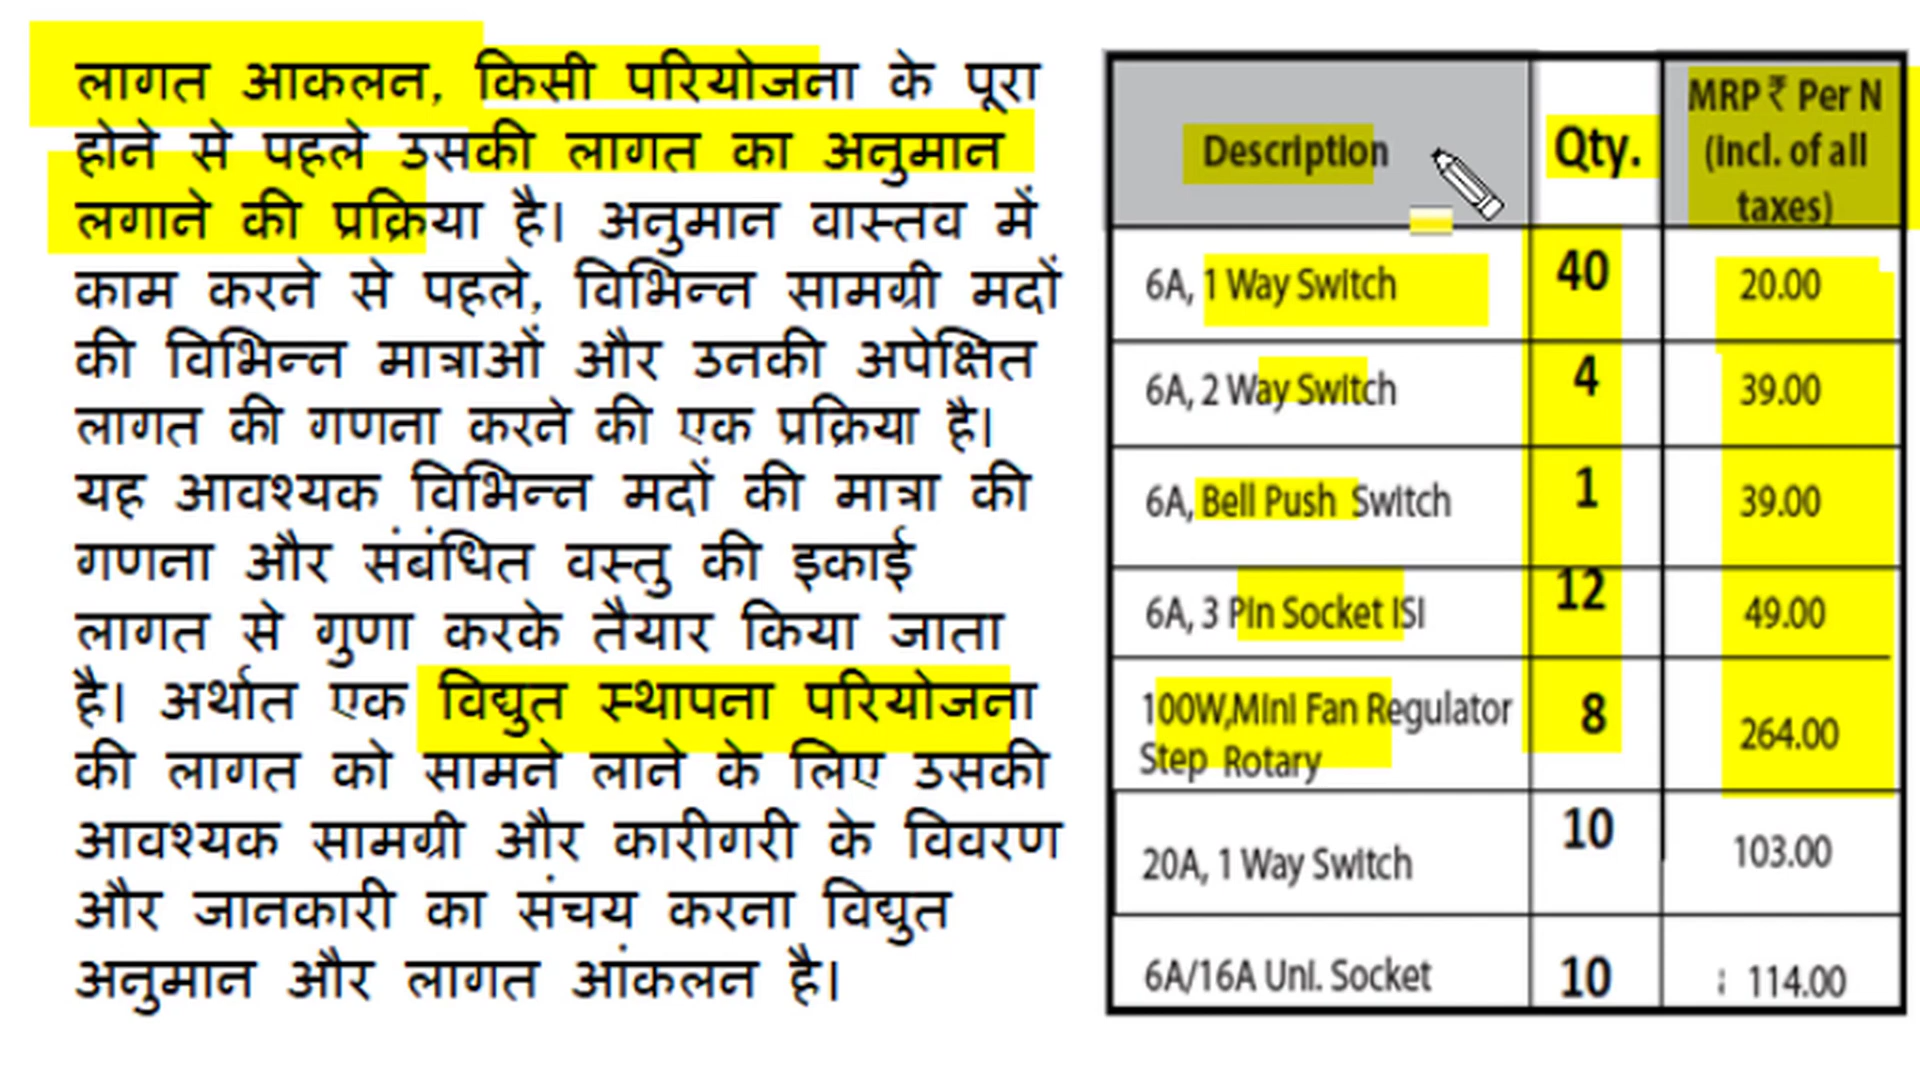 लागत आकलन, किसी परियोजना के पूरा
होने से पहले उसकी लागत का अनुमान
लगाने की प्रक्रिया है। अनुमान वास्तव में
काम करने से पहले, विभिन्न सामग्री मदों
की विभिन्न मात्राओं और उनकी अपेक्षित
लागत की गणना करने की एक प्रक्रिया है।
यह आवश्यक विभिन्न मदों की मात्रा की
गणना और संबंधित वस्तु की इकाई
लागत से गुणा करके तैयार किया जाता
है। अर्थात एक विद्युत स्थापना परियोजना
की लागत को सामने लाने के लिए उसकी
आवश्यक सामग्री और कारीगरी के विवरण
और जानकारी का संचय करना विद्युत
अनुमान और लागत आंकलन है।
Description Qty. MRP ₹ Per N
(incl. of all
taxes)
6A, 1 Way Switch 40 20.00
6A, 2 Way Switch 4 39.00
6A, Bell Push Switch 1 39.00
6A, 3 Pin Socket ISI 12 49.00
100W,Mini Fan Regulator 8 264.00
Step Rotary
20A, 1 Way Switch 10 103.00
6A/16A Uni. Socket 10 114.00